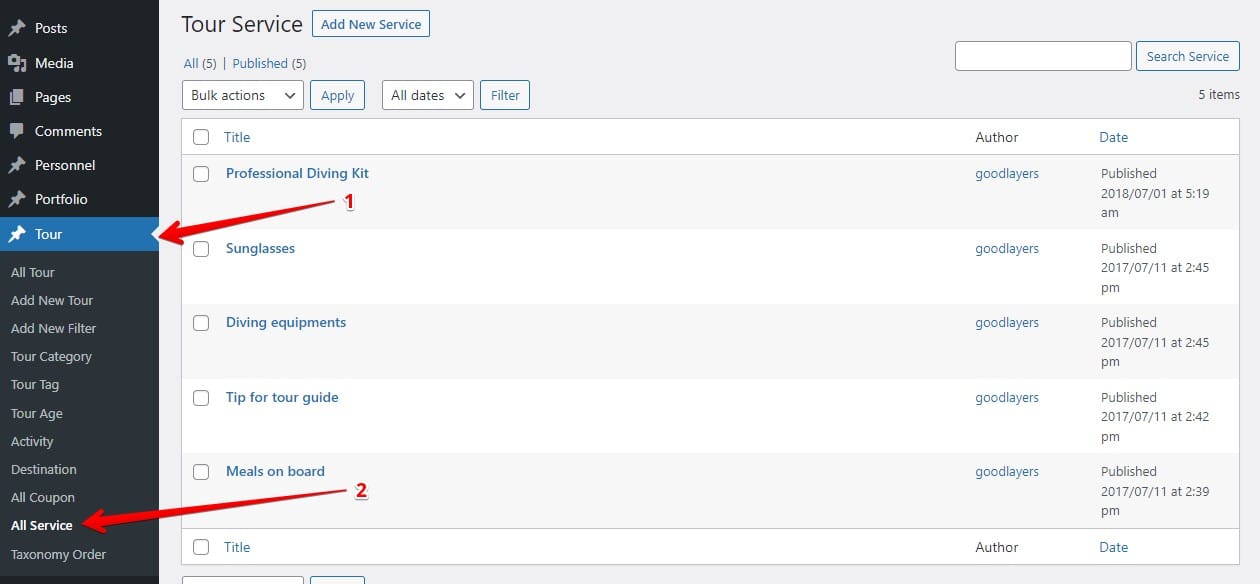 Posts
Media
Pages
Comments
Personnel
Portfolio
Tour
All Tour
Add New Tour
Add New Filter
Tour Category
Tour Tag
Tour Age
Activity
Destination
All Coupon
All Service
Taxonomy Order
Tour Service Add New Service
All (5) | Published (5)
Search Service
Bulk actions Apply All dates Filter
5 items
Title Author Date
Professional Diving Kit goodlayers Published
2018/07/01 at 5:19
am
1
Sunglasses goodlayers Published
2017/07/11 at 2:45
pm
Diving equipments goodlayers Published
2017/07/11 at 2:45
pm
Tip for tour guide goodlayers Published
2017/07/11 at 2:42
pm
Meals on board goodlayers Published
2017/07/11 at 2:39
pm
2
Title Author Date